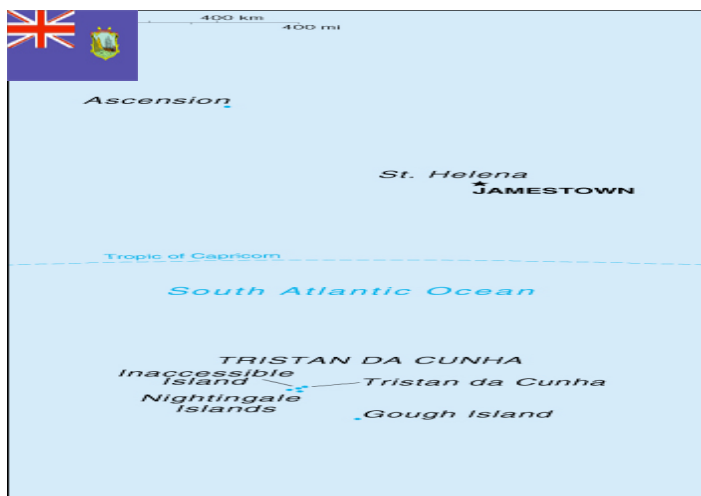 400 km
400 mi
Ascension
St. Helena
JAMESTOWN
Tropic of Capricorn
South Atlantic Ocean
TRISTAN DA CUNHA
Inaccessible
Island
Tristan da Cunha
Nightingale
Islands
Gough Island